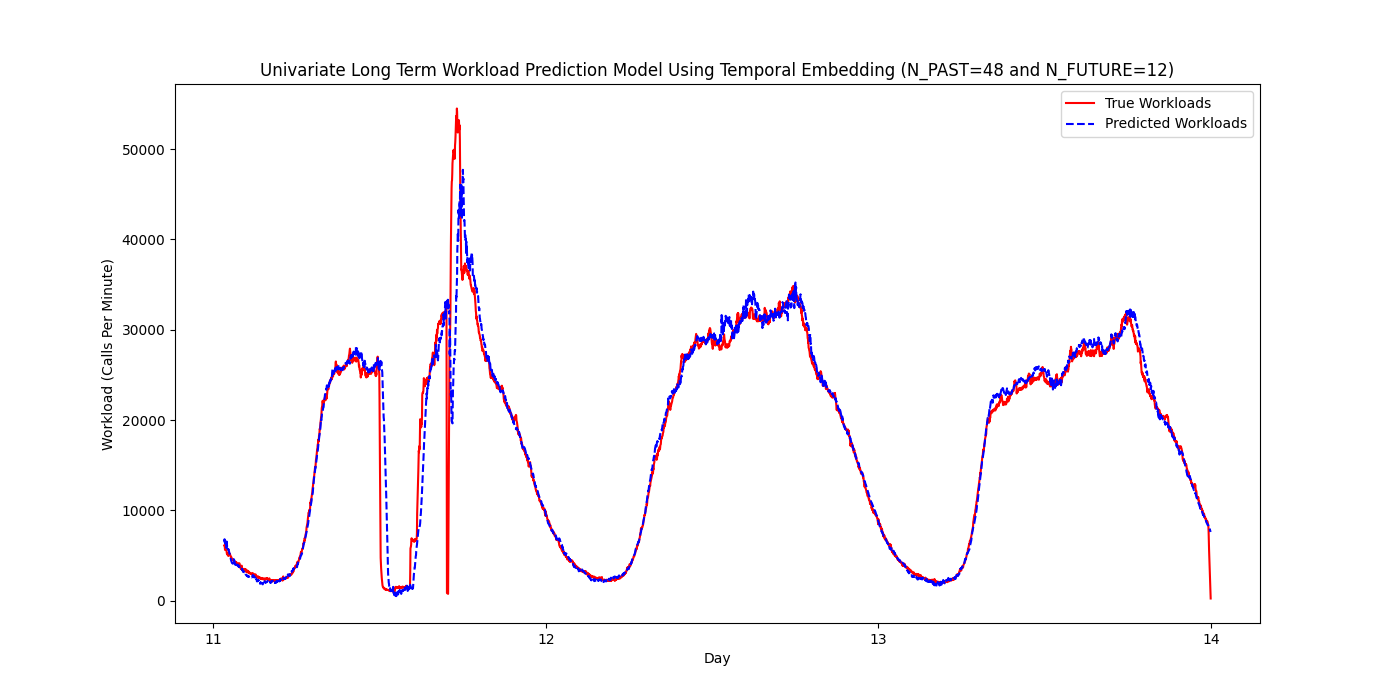 Univariate Long Term Workload Prediction Model Using Temporal Embedding (N_PAST=48 and N_FUTURE=12)
True Workloads
Predicted Workloads
Workload (Calls Per Minute)
50000
40000
30000
20000
10000
0
11 12 13 14
Day